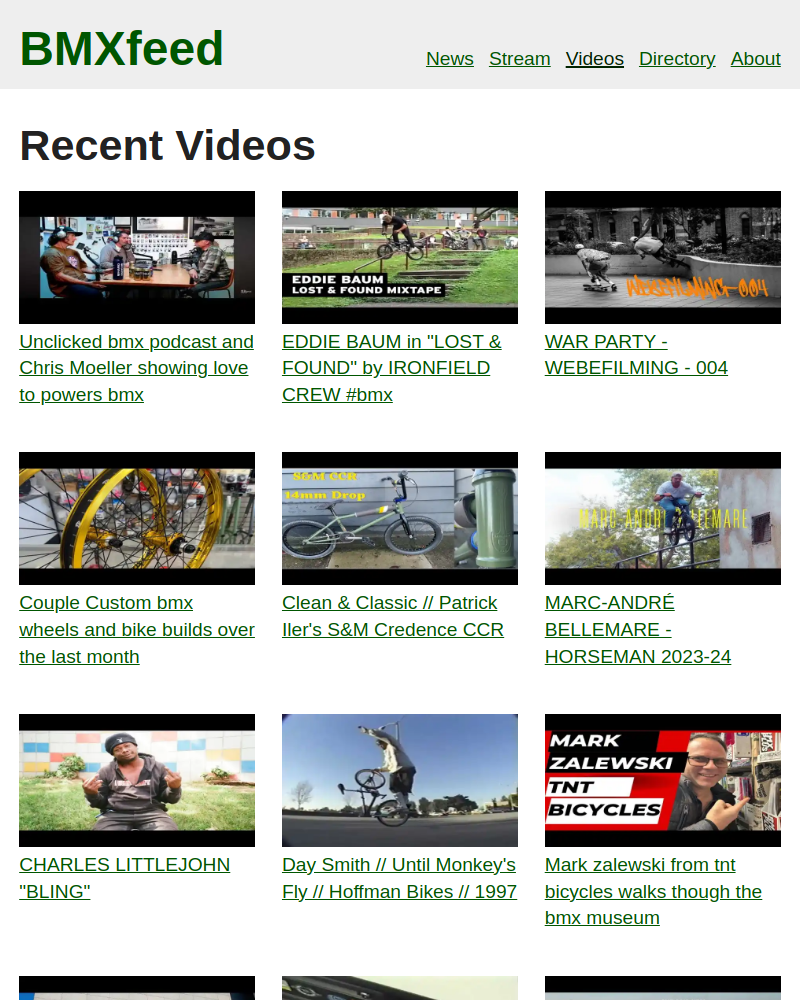 BMXfeed
News Stream Videos Directory About
Recent Videos
EDDIE BAUM
LOST & FOUND MIXTAPE
WEBEFILMING-004
Unclicked bmx podcast and
Chris Moeller showing love
to powers bmx
EDDIE BAUM in "LOST &
FOUND" by IRONFIELD
CREW #bmx
WAR PARTY -
WEBEFILMING - 004
S&M CCR
14mm Drop
Couple Custom bmx
wheels and bike builds over
the last month
Clean & Classic // Patrick
Iler's S&M Credence CCR
MARC-ANDRÉ
BELLEMARE -
HORSEMAN 2023-24
MARK
ZALEWSKI
TNT
BICYCLES
CHARLES LITTLEJOHN
"BLING"
Day Smith // Until Monkey's
Fly // Hoffman Bikes // 1997
Mark zalewski from tnt
bicycles walks though the
bmx museum